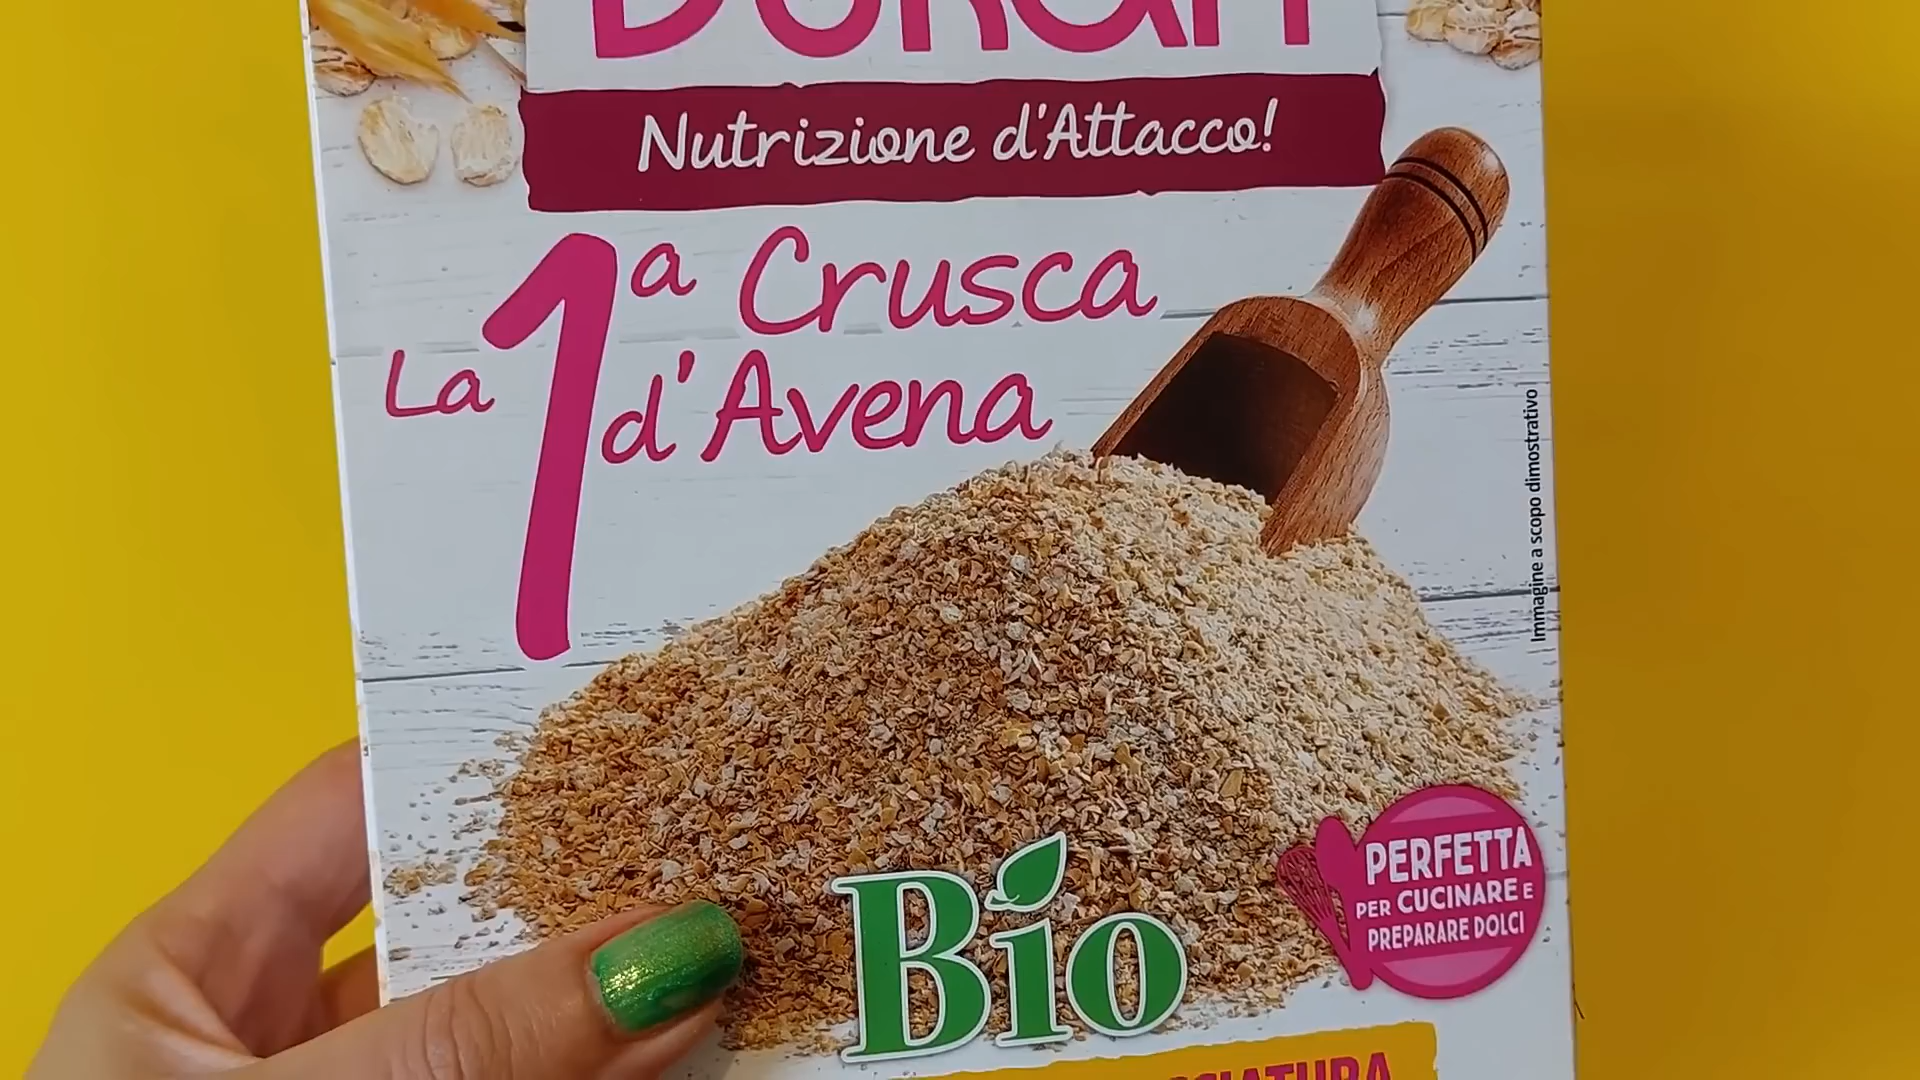 Nutrizione d'Attacco!
La 1ª Crusca
d'Avena
Immagine a scopo dimostrativo
PERFETTA
PER CUCINARE E
PREPARARE DOLCI
Bio